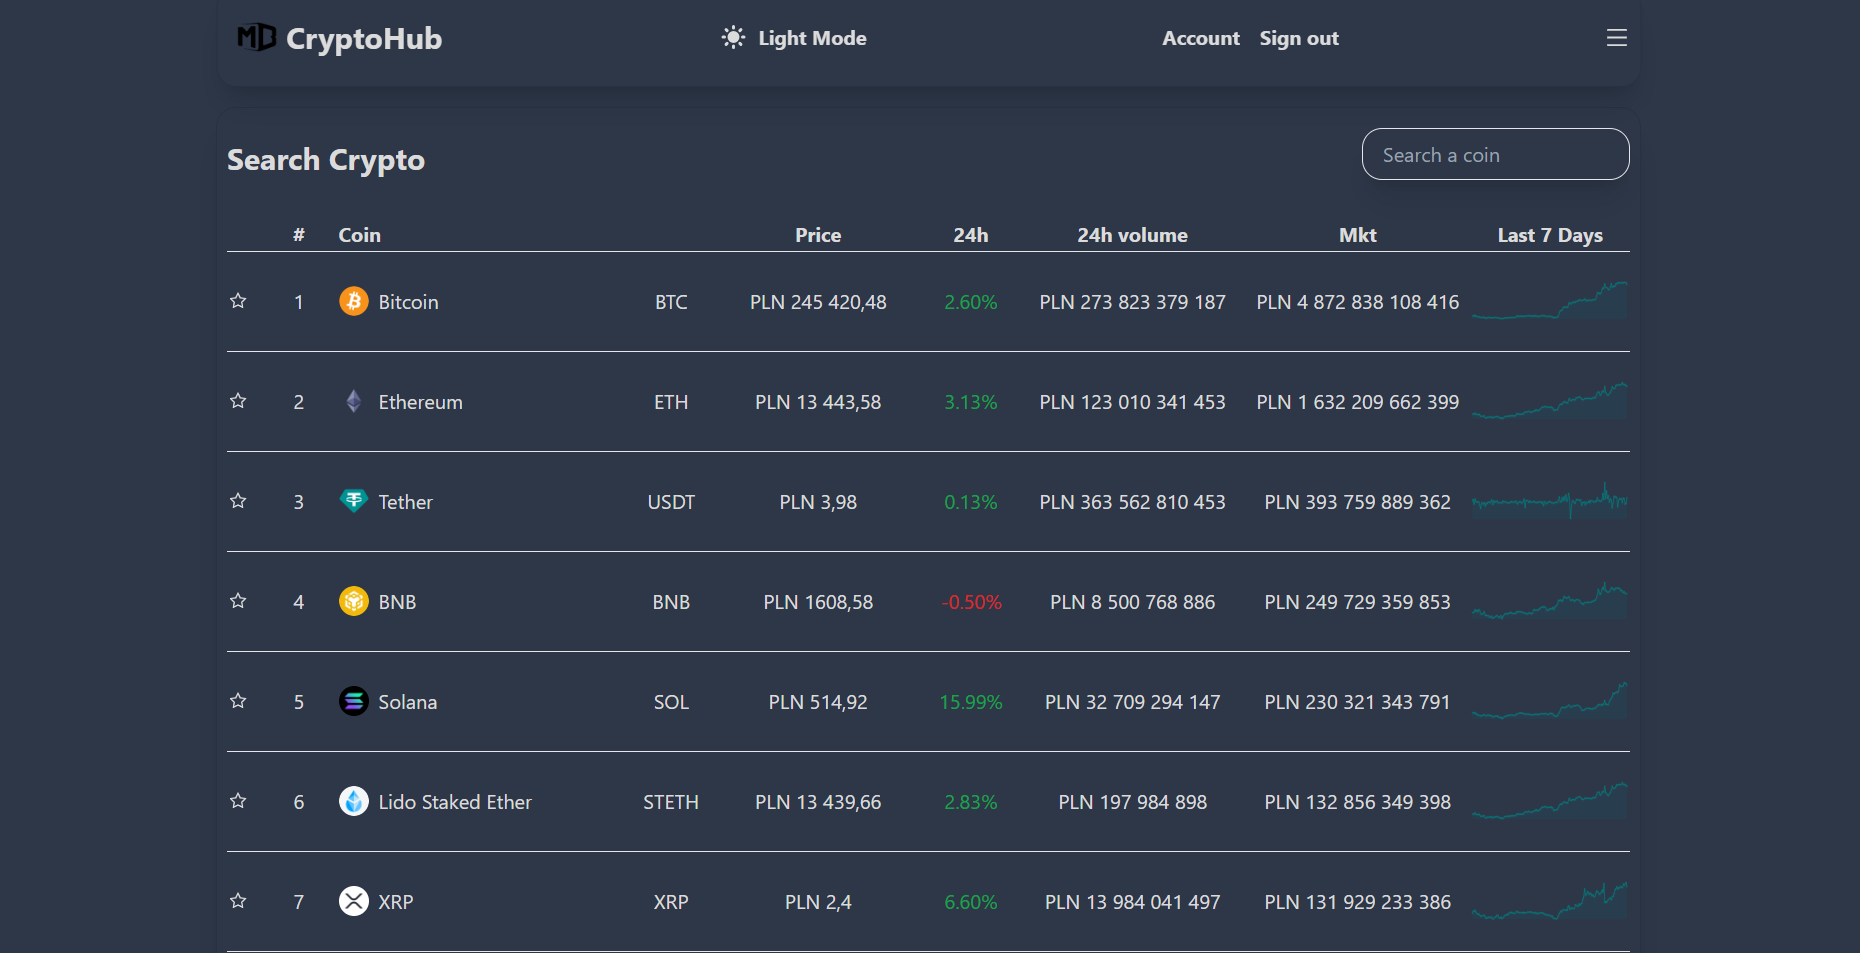 MB CryptoHub Light Mode Account Sign out
Search Crypto Search a coin
# Coin Price 24h 24h volume Mkt Last 7 Days
1 Bitcoin BTC PLN 245 420,48 2.60% PLN 273 823 379 187 PLN 4 872 838 108 416
2 Ethereum ETH PLN 13 443,58 3.13% PLN 123 010 341 453 PLN 1 632 209 662 399
3 Tether USDT PLN 3,98 0.13% PLN 363 562 810 453 PLN 393 759 889 362
4 BNB BNB PLN 1608,58 -0.50% PLN 8 500 768 886 PLN 249 729 359 853
5 Solana SOL PLN 514,92 15.99% PLN 32 709 294 147 PLN 230 321 343 791
6 Lido Staked Ether STETH PLN 13 439,66 2.83% PLN 197 984 898 PLN 132 856 349 398
7 XRP XRP PLN 2,4 6.60% PLN 13 984 041 497 PLN 131 929 233 386